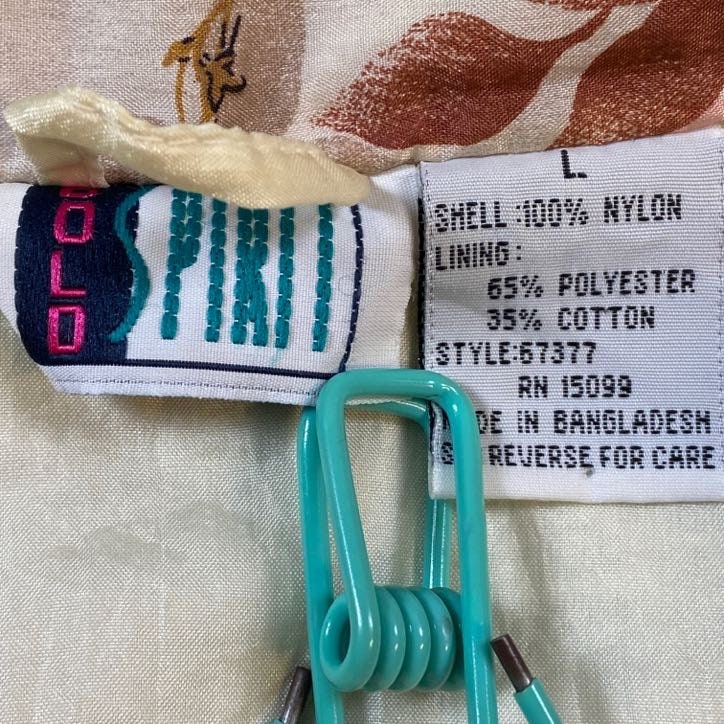 SOLO
SPIRIT
L
SHELL:100% NYLON
LINING:
65% POLYESTER
35% COTTON
STYLE:67377
RN 15099
DE IN BANGLADESH
S REVERSE FOR CARE